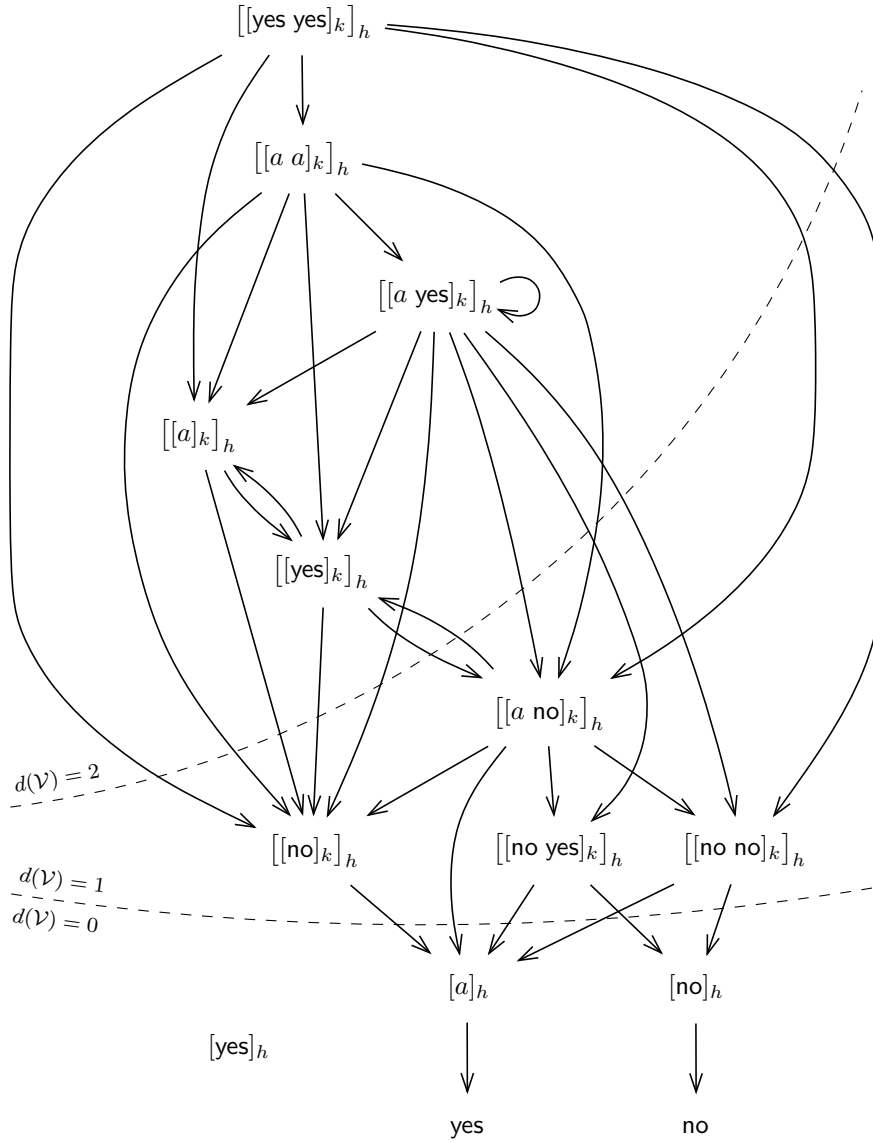 [[yes yes]ₖ]ₕ
[[a a]ₖ]ₕ
[[a yes]ₖ]ₕ
[[a]ₖ]ₕ
[[yes]ₖ]ₕ
[[a no]ₖ]ₕ
d(𝒱) = 2
[[no]ₖ]ₕ [[no yes]ₖ]ₕ [[no no]ₖ]ₕ
d(𝒱) = 1
d(𝒱) = 0
[a]ₕ [no]ₕ
[yes]ₕ
yes no